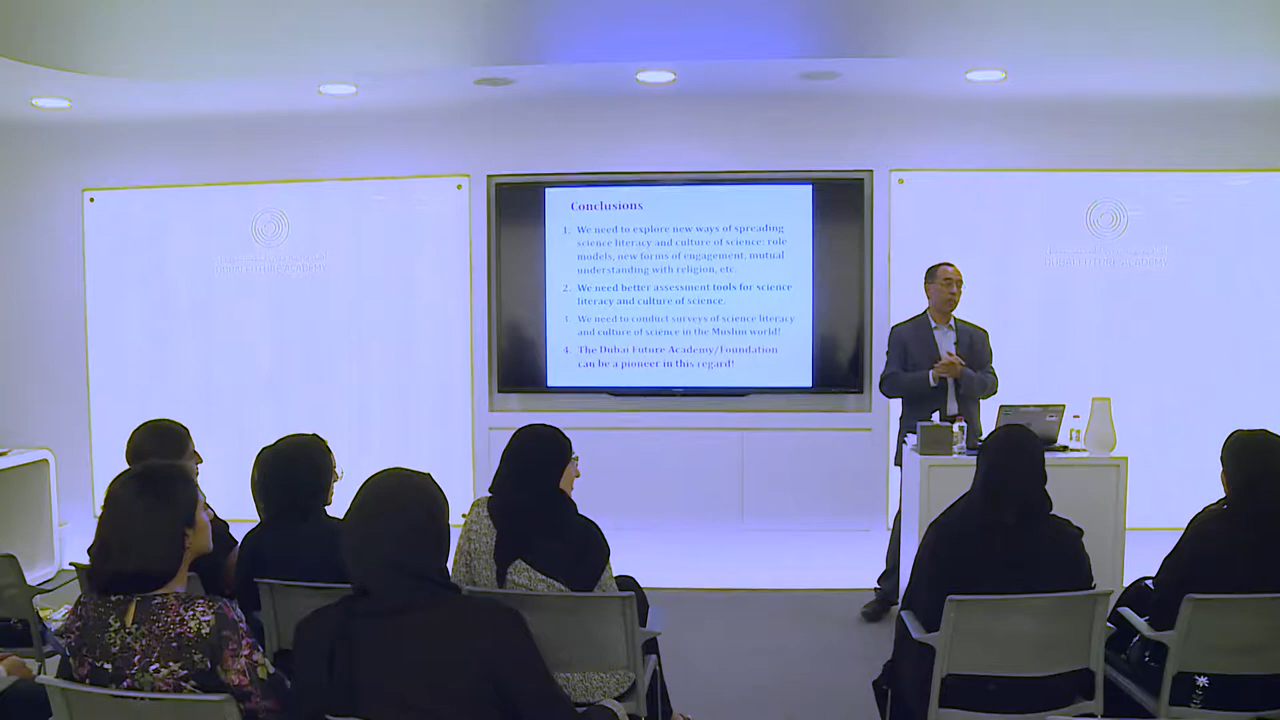 Conclusions
1. We need to explore new ways of spreading
science literacy and culture of science: role
models, new forms of engagement, mutual
understanding with religion, etc.
2. We need better assessment tools for science
literacy and culture of science.
3. We need to conduct surveys of science literacy
and culture of science in the Muslim world!
4. The Dubai Future Academy/Foundation
can be a pioneer in this regard!
DUBAI FUTURE ACADEMY
DUBAI FUTURE ACADEMY